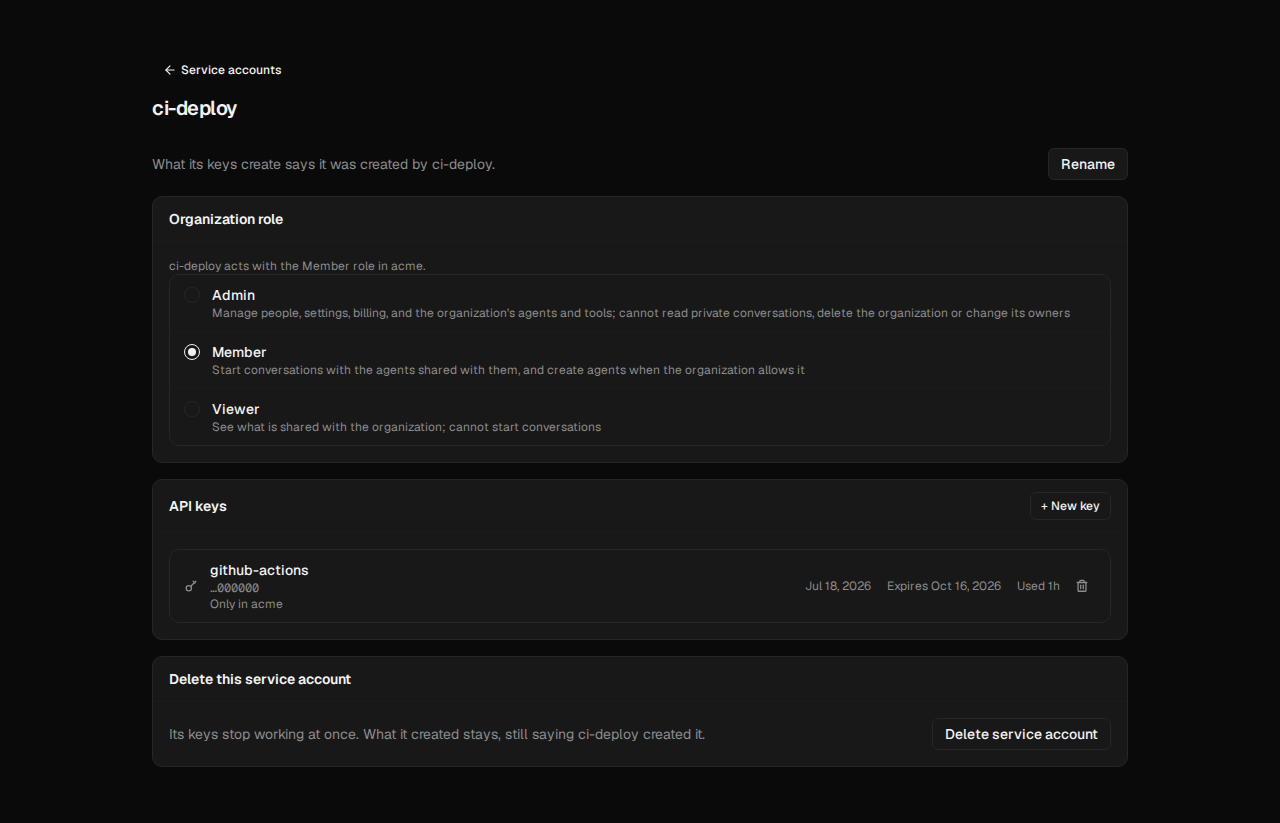 ← Service accounts
ci-deploy
What its keys create says it was created by ci-deploy.
Rename
Organization role
ci-deploy acts with the Member role in acme.
Admin
Manage people, settings, billing, and the organization's agents and tools; cannot read private conversations, delete the organization or change its owners
Member
Start conversations with the agents shared with them, and create agents when the organization allows it
Viewer
See what is shared with the organization; cannot start conversations
API keys
+ New key
github-actions
…000000
Only in acme
Jul 18, 2026 Expires Oct 16, 2026 Used 1h
Delete this service account
Its keys stop working at once. What it created stays, still saying ci-deploy created it.
Delete service account